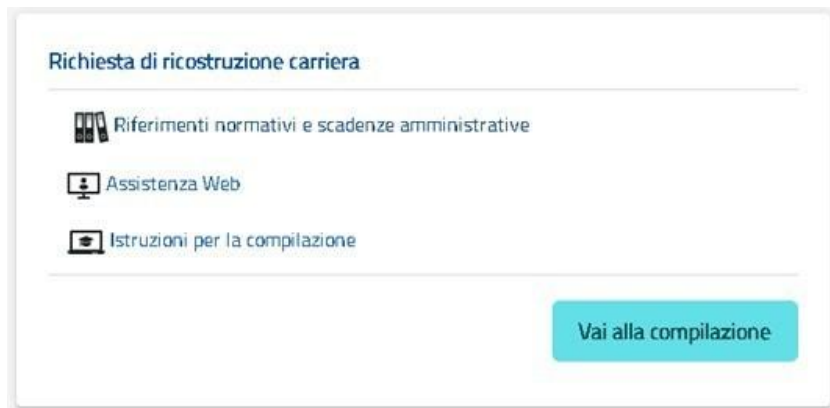 Richiesta di ricostruzione carriera
Riferimenti normativi e scadenze amministrative
Assistenza Web
Istruzioni per la compilazione
Vai alla compilazione